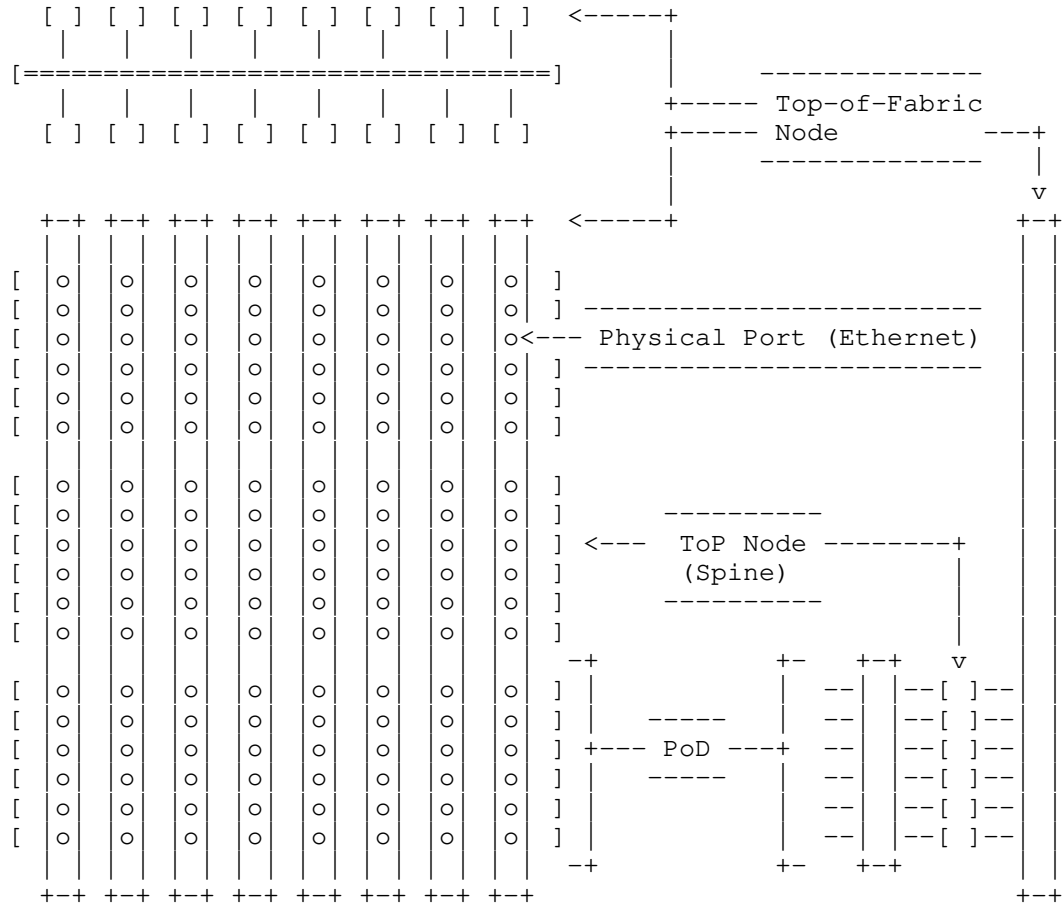 Top-of-Fabric
Node
Physical Port (Ethernet)
ToP Node
(Spine)
PoD